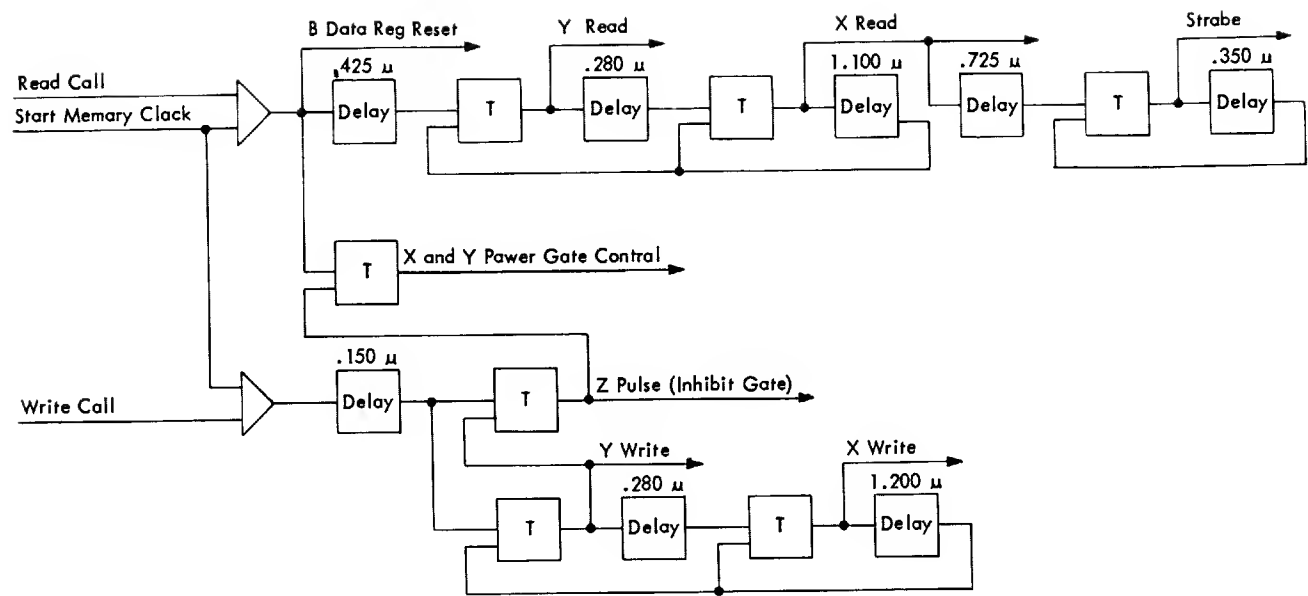 B Data Reg Reset
Y Read
X Read
Strabe
Read Call
.425 μ
.280 μ
1.100 μ
.725 μ
.350 μ
Start Memory Clack
Delay
T
Delay
T
Delay
Delay
T
Delay
T
X and Y Pawer Gate Cantral
.150 μ
Write Call
Delay
T
Z Pulse (Inhibit Gate)
Y Write
X Write
.280 μ
1.200 μ
T
Delay
T
Delay